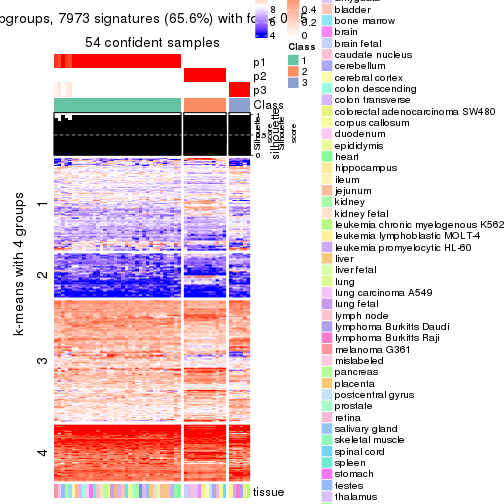 ogroups, 7973 signatures (65.6%) with
54 confident samples
p1
p2
p3
Class
1
silhouette
score
0
k-means with 4 groups
1
2
3
4
tissue
8
6
4
0.4
0.2
0
Class
1
2
3
bladder
bone marrow
brain
brain fetal
caudate nucleus
cerebellum
cerebral cortex
colon descending
colon transverse
colorectal adenocarcinoma SW480
corpus callosum
duodenum
epididymis
heart
hippocampus
ileum
jejunum
kidney
kidney fetal
leukemia chronic myelogenous K562
leukemia lymphoblastic MOLT-4
leukemia promyelocytic HL-60
liver
liver fetal
lung
lung carcinoma A549
lung fetal
lymph node
lymphoma Burkitts Daudi
lymphoma Burkitts Raji
melanoma G361
mislabeled
pancreas
placenta
postcentral gyrus
prostate
retina
salivary gland
skeletal muscle
spinal cord
spleen
stomach
testes
thalamus